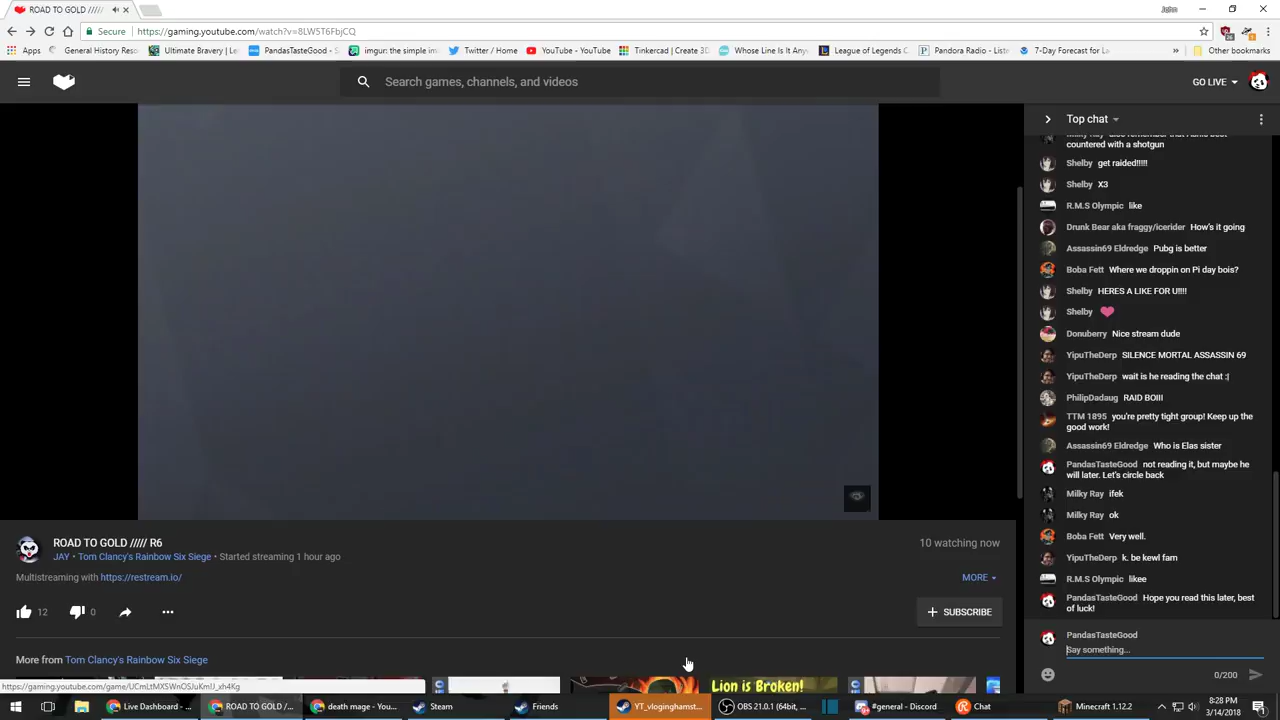 ROAD TO GOLD /////
John
Secure
https://gaming.youtube.com/watch?v=8LW5T6FbjCQ
Apps
General History Reso
Ultimate Bravery | Le
PandasTasteGood - S
imgur: the simple im
Twitter / Home
YouTube - YouTube
Tinkercad | Create 3D
Whose Line Is It Any
League of Legends C
Pandora Radio - Liste
7-Day Forecast for La
Other bookmarks
Search games, channels, and videos
GO LIVE
Top chat
countered with a shotgun
Shelby get raided!!!!!
Shelby X3
R.M.S Olympic like
Drunk Bear aka fraggy/icerider How's it going
Assassin69 Eldredge Pubg is better
Boba Fett Where we droppin on Pi day bois?
Shelby HERES A LIKE FOR U!!!!
Shelby
Donuberry Nice stream dude
YipuTheDerp SILENCE MORTAL ASSASSIN 69
YipuTheDerp wait is he reading the chat :|
PhilipDadaug RAID BOIII
TTM 1895 you're pretty tight group! Keep up the
good work!
Assassin69 Eldredge Who is Elas sister
PandasTasteGood not reading it, but maybe he
will later. Let's circle back
Milky Ray ifek
Milky Ray ok
Boba Fett Very well.
YipuTheDerp k. be kewl fam
R.M.S Olympic likee
PandasTasteGood Hope you read this later, best
of luck!
PandasTasteGood
Say something...
0/200
ROAD TO GOLD ///// R6
JAY • Tom Clancy's Rainbow Six Siege • Started streaming 1 hour ago
10 watching now
Multistreaming with https://restream.io/
MORE
12
0
SUBSCRIBE
More from Tom Clancy's Rainbow Six Siege
Lion is Broken!
Live Dashboard -
ROAD TO GOLD /...
death mage - You...
Steam
Friends
YT_vloginghamst...
OBS 21.0.1 (64bit, ...
#general - Discord
Chat
Minecraft 1.12.2
8:28 PM
3/14/2018